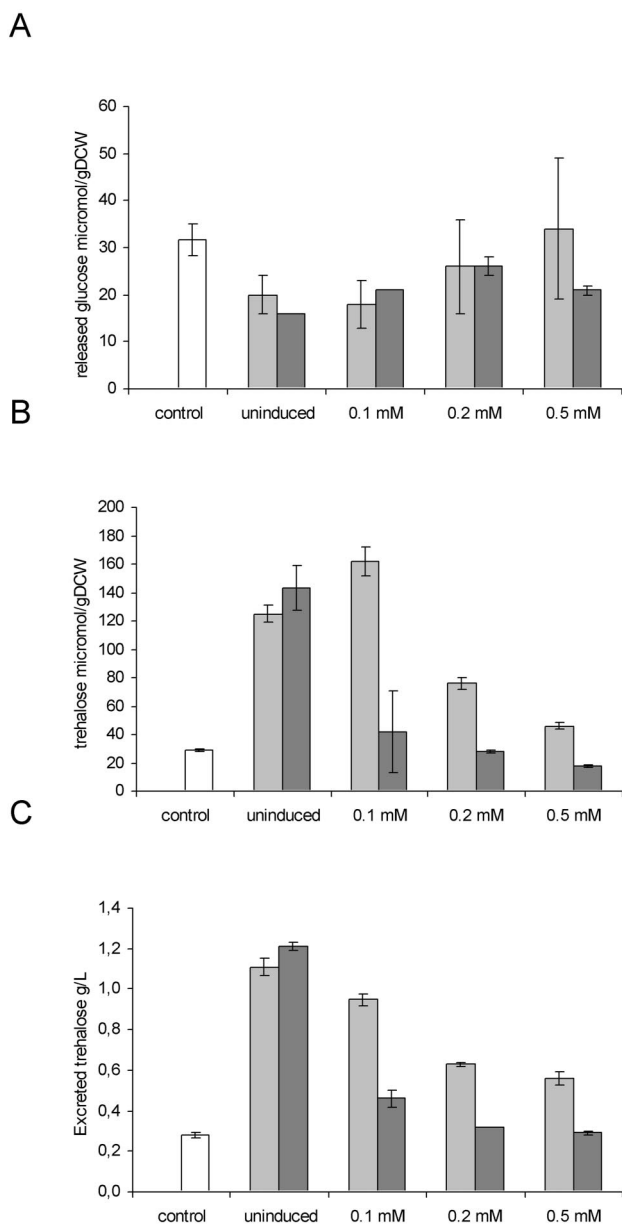 A
released glucose micromol/gDCW
60
50
40
30
20
10
0
control uninduced 0.1 mM 0.2 mM 0.5 mM
B
trehalose micromol/gDCW
200
180
160
140
120
100
80
60
40
20
0
control uninduced 0.1 mM 0.2 mM 0.5 mM
C
Excreted trehalose g/L
1,4
1,2
1,0
0,8
0,6
0,4
0,2
0,0
control uninduced 0.1 mM 0.2 mM 0.5 mM